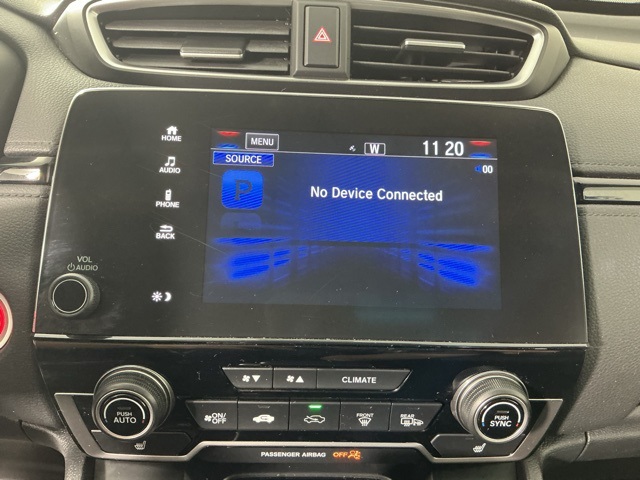 HOME
MENU
W
11 20
SOURCE
00
AUDIO
P
No Device Connected
PHONE
BACK
VOL
AUDIO
CLIMATE
PUSH
AUTO
ON/
OFF
FRONT
REAR
PUSH
SYNC
PASSENGER AIRBAG OFF